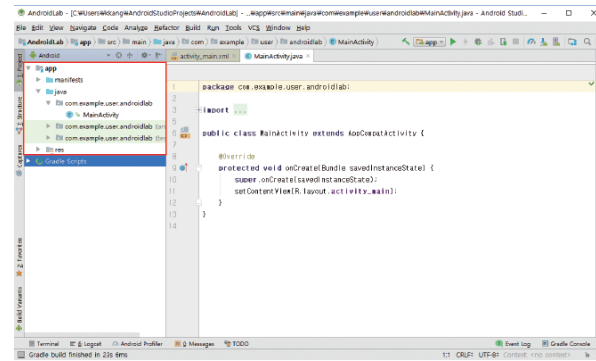 AndroidLab - [C:₩Users₩kkang₩AndroidStudioProjects₩AndroidLab] - ...₩app₩src₩main₩java₩com₩example₩user₩androidlab₩MainActivity.java - Android Studi...
File Edit View Navigate Code Analyze Refactor Build Run Tools VCS Window Help
AndroidLab app src main java com example user androidlab MainActivity app
Android
activity_main.xml MainActivity.java
1: Project
app
manifests
java
com.example.user.androidlab
MainActivity
com.example.user.androidlab
com.example.user.androidlab
res
Gradle Scripts
7: Structure
Captures
2: Favorites
Build Variants
1 package com.example.user.androidlab;
2
3 import ...
5
6 public class MainActivity extends AppCompatActivity {
7
8 @Override
9 protected void onCreate(Bundle savedInstanceState) {
10 super.onCreate(savedInstanceState);
11 setContentView(R.layout.activity_main);
12 }
13 }
14
Terminal 6: Logcat Android Profiler 0: Messages TODO Event Log Gradle Console
Gradle build finished in 23s 6ms 1:1 CRLF: UTF-8: Context: <no context>